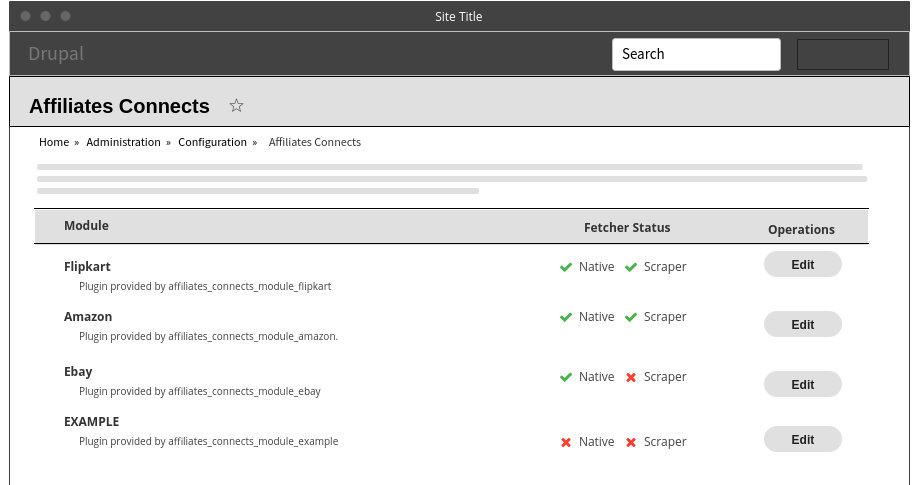 Site Title
Drupal
Search
Affiliates Connects
Home » Administration » Configuration » Affiliates Connects
Module Fetcher Status Operations
Flipkart Native Scraper Edit
Plugin provided by affiliates_connects_module_flipkart
Amazon Native Scraper Edit
Plugin provided by affiliates_connects_module_amazon.
Ebay Native Scraper Edit
Plugin provided by affiliates_connects_module_ebay
EXAMPLE Native Scraper Edit
Plugin provided by affiliates_connects_module_example